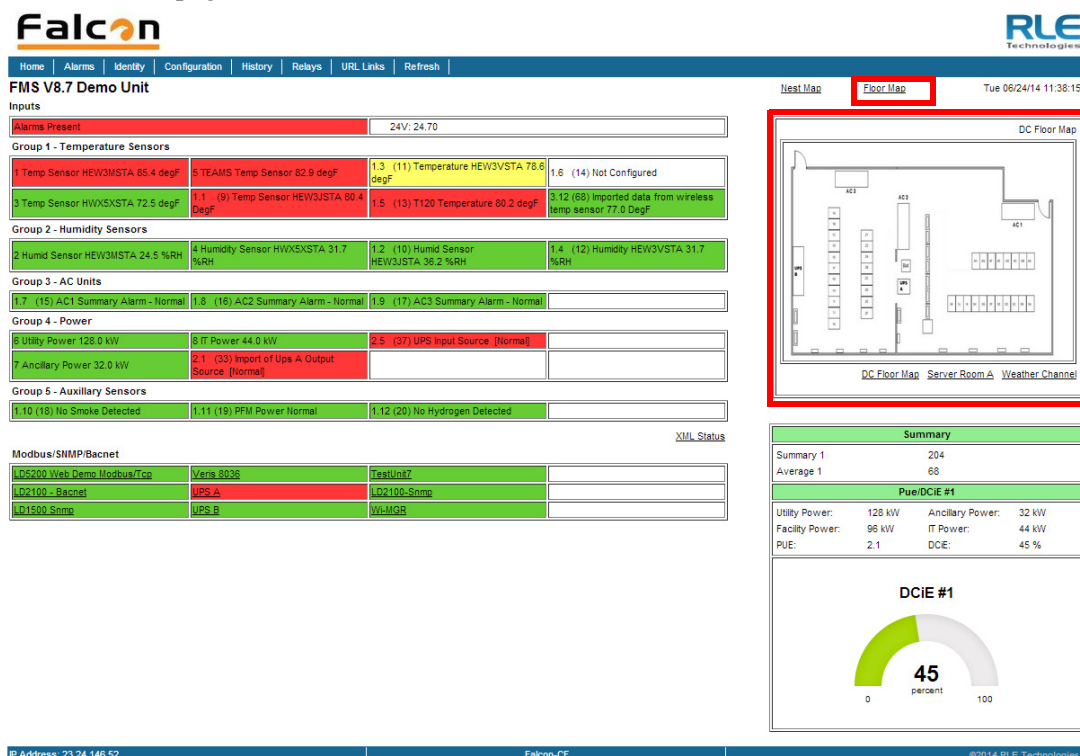 Falcon
RLE
Technologies
Home Alarms Identity Configuration History Relays URL Links Refresh
FMS V8.7 Demo Unit
Nest Map Floor Map Tue 06/24/14 11:38:15
Inputs
Alarms Present 24V: 24.70
Group 1 - Temperature Sensors
1 Temp Sensor HEW3MSTA 85.4 degF
5 TEAMS Temp Sensor 82.9 degF
1.3 (11) Temperature HEW3VSTA 78.6 degF
1.6 (14) Not Configured
3 Temp Sensor HWX5XSTA 72.5 degF
1.1 (9) Temp Sensor HEW3JSTA 80.4 DegF
1.5 (13) T120 Temperature 80.2 degF
3.12 (68) Imported data from wireless temp sensor 77.0 DegF
Group 2 - Humidity Sensors
2 Humid Sensor HEW3MSTA 24.5 %RH
4 Humidity Sensor HWX5XSTA 31.7 %RH
1.2 (10) Humid Sensor HEW3JSTA 36.2 %RH
1.4 (12) Humidity HEW3VSTA 31.7 %RH
Group 3 - AC Units
1.7 (15) AC1 Summary Alarm - Normal
1.8 (16) AC2 Summary Alarm - Normal
1.9 (17) AC3 Summary Alarm - Normal
Group 4 - Power
6 Utility Power 128.0 kW
8 IT Power 44.0 kW
2.5 (37) UPS Input Source [Normal]
7 Ancillary Power 32.0 kW
2.1 (33) Import of Ups A Output Source [Normal]
Group 5 - Auxillary Sensors
1.10 (18) No Smoke Detected
1.11 (19) PFM Power Normal
1.12 (20) No Hydrogen Detected
XML Status
Modbus/SNMP/Bacnet
LD5200 Web Demo Modbus/Tcp
Veris 8036
TestUnit7
LD2100 - Bacnet
UPS A
LD2100-Snmp
LD1500 Snmp
UPS B
Wi-MGR
DC Floor Map
AC 3
AC 2
AC 1
UPS B
UPS A
DC Floor Map Server Room A Weather Channel
Summary
Summary 1 204
Average 1 68
Pue/DCiE #1
Utility Power: 128 kW Ancillary Power: 32 kW
Facility Power: 96 kW IT Power: 44 kW
PUE: 2.1 DCiE: 45 %
DCiE #1
45
percent
0 100
IP Address: 23.24.146.52 Falcon-CF ©2014 RLE Technologies